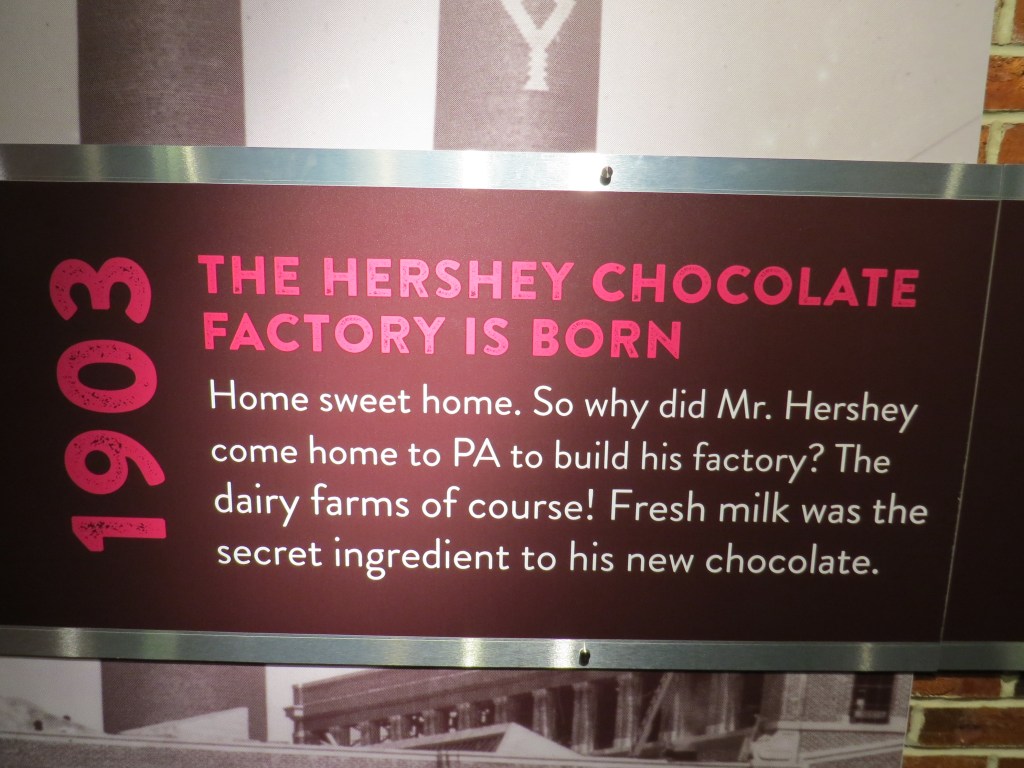 Y
1903
THE HERSHEY CHOCOLATE
FACTORY IS BORN
Home sweet home. So why did Mr. Hershey
come home to PA to build his factory? The
dairy farms of course! Fresh milk was the
secret ingredient to his new chocolate.